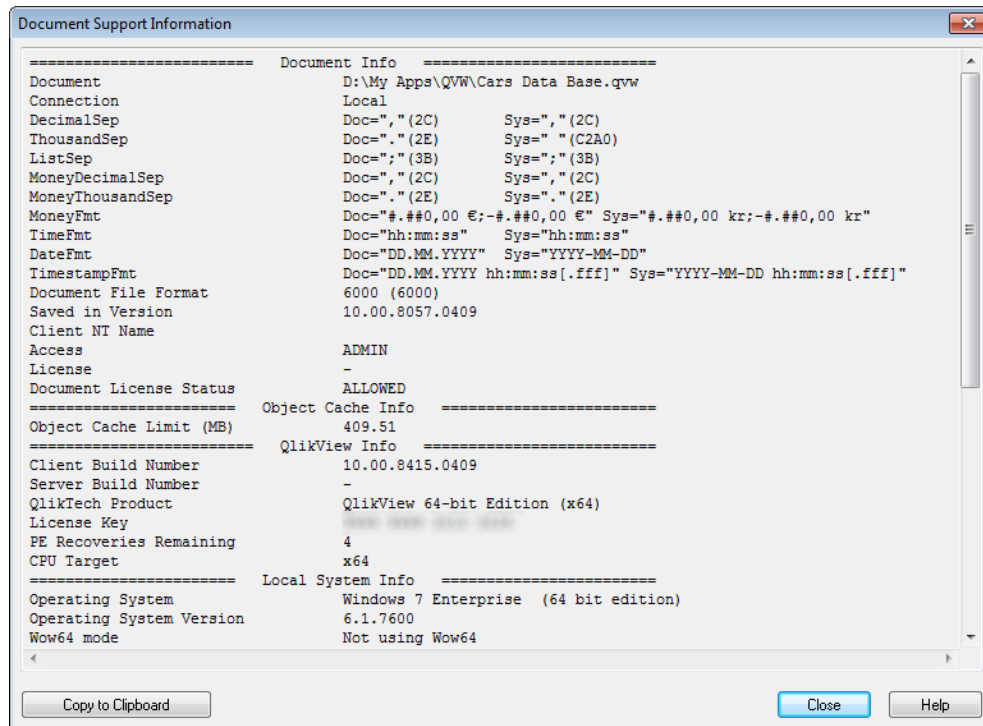 Document Support Information
========================= Document Info ==========================
Document D:\My Apps\QVW\Cars Data Base.qvw
Connection Local
DecimalSep Doc=","(2C) Sys=","(2C)
ThousandSep Doc="."(2E) Sys=" "(C2A0)
ListSep Doc=";"(3B) Sys=";"(3B)
MoneyDecimalSep Doc=","(2C) Sys=","(2C)
MoneyThousandSep Doc="."(2E) Sys="."(2E)
MoneyFmt Doc="#.##0,00 €;-#.##0,00 €" Sys="#.##0,00 kr;-#.##0,00 kr"
TimeFmt Doc="hh:mm:ss" Sys="hh:mm:ss"
DateFmt Doc="DD.MM.YYYY" Sys="YYYY-MM-DD"
TimestampFmt Doc="DD.MM.YYYY hh:mm:ss[.fff]" Sys="YYYY-MM-DD hh:mm:ss[.fff]"
Document File Format 6000 (6000)
Saved in Version 10.00.8057.0409
Client NT Name
Access ADMIN
License -
Document License Status ALLOWED
======================= Object Cache Info ========================
Object Cache Limit (MB) 409.51
========================= QlikView Info ==========================
Client Build Number 10.00.8415.0409
Server Build Number -
QlikTech Product QlikView 64-bit Edition (x64)
License Key
PE Recoveries Remaining 4
CPU Target x64
======================= Local System Info ========================
Operating System Windows 7 Enterprise (64 bit edition)
Operating System Version 6.1.7600
Wow64 mode Not using Wow64
Copy to Clipboard Close Help